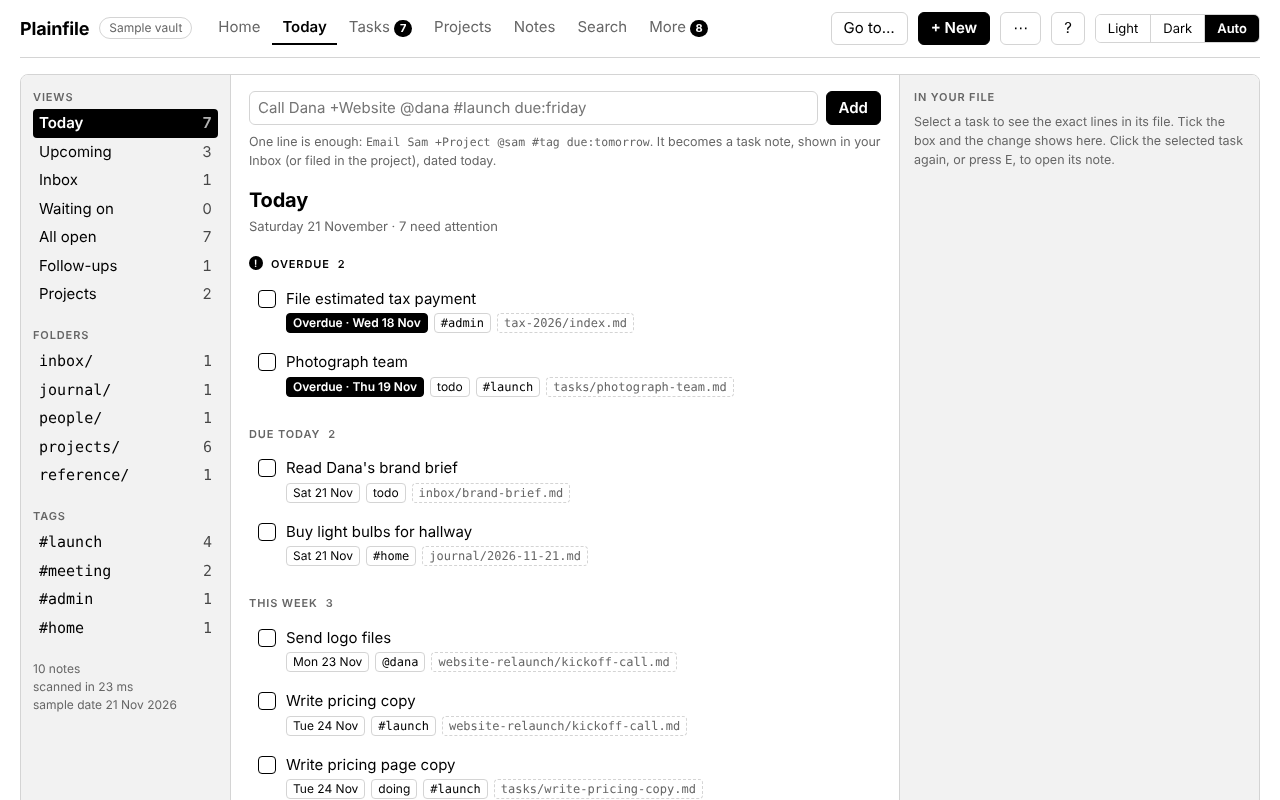 Plainfile Sample vault Home Today Tasks 7 Projects Notes Search More 8 Go to... + New ... ? Light Dark Auto
VIEWS
Today 7
Upcoming 3
Inbox 1
Waiting on 0
All open 7
Follow-ups 1
Projects 2
FOLDERS
inbox/ 1
journal/ 1
people/ 1
projects/ 6
reference/ 1
TAGS
#launch 4
#meeting 2
#admin 1
#home 1
10 notes
scanned in 23 ms
sample date 21 Nov 2026
Call Dana +Website @dana #launch due:friday Add
One line is enough: Email Sam +Project @sam #tag due:tomorrow. It becomes a task note, shown in your
Inbox (or filed in the project), dated today.
Today
Saturday 21 November · 7 need attention
! OVERDUE 2
File estimated tax payment
Overdue · Wed 18 Nov #admin tax-2026/index.md
Photograph team
Overdue · Thu 19 Nov todo #launch tasks/photograph-team.md
DUE TODAY 2
Read Dana's brand brief
Sat 21 Nov todo inbox/brand-brief.md
Buy light bulbs for hallway
Sat 21 Nov #home journal/2026-11-21.md
THIS WEEK 3
Send logo files
Mon 23 Nov @dana website-relaunch/kickoff-call.md
Write pricing copy
Tue 24 Nov #launch website-relaunch/kickoff-call.md
Write pricing page copy
Tue 24 Nov doing #launch tasks/write-pricing-copy.md
IN YOUR FILE
Select a task to see the exact lines in its file. Tick the
box and the change shows here. Click the selected task
again, or press E, to open its note.